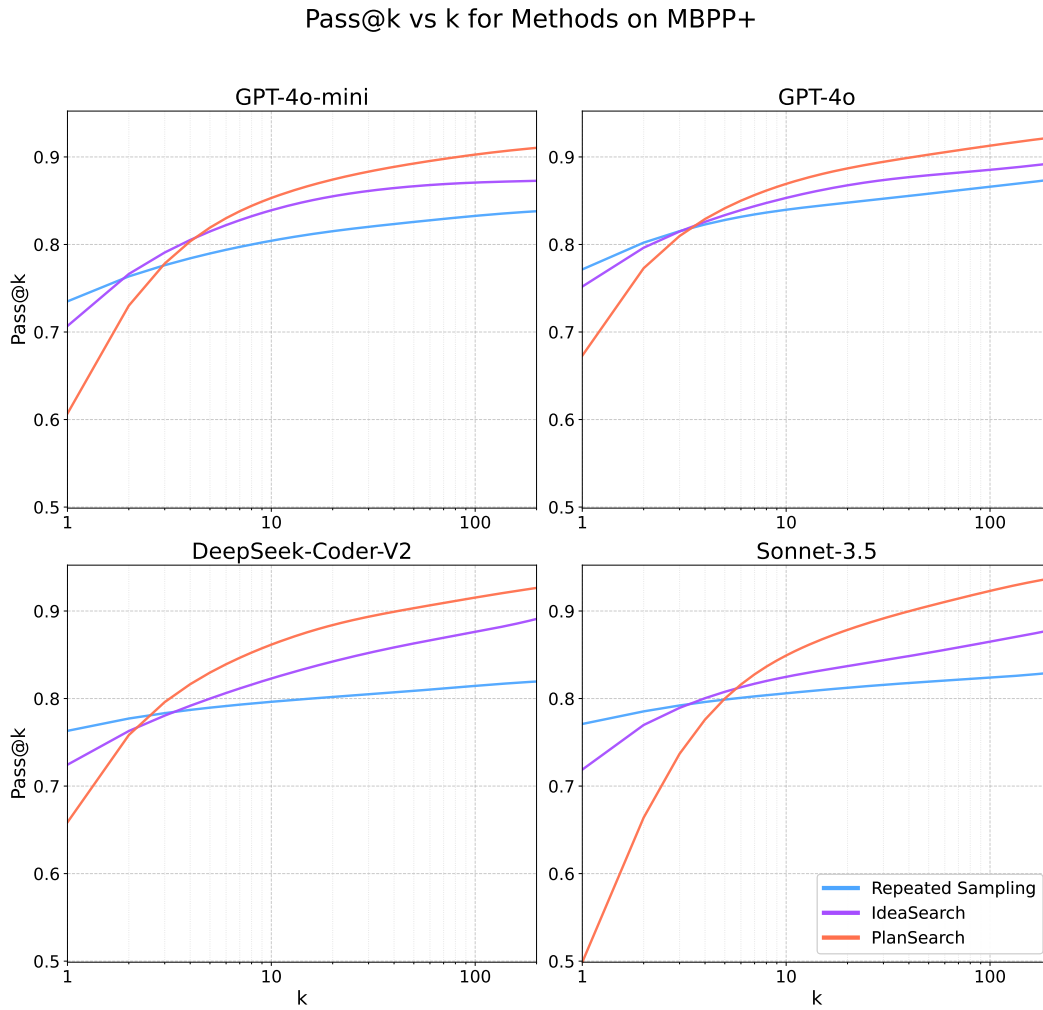 Pass@k vs k for Methods on MBPP+
GPT-4o-mini
GPT-4o
Pass@k
0.9
0.8
0.7
0.6
0.5
1
10
100
0.9
0.8
0.7
0.6
0.5
1
10
100
DeepSeek-Coder-V2
Sonnet-3.5
Pass@k
0.9
0.8
0.7
0.6
0.5
1
10
100
k
0.9
0.8
0.7
0.6
0.5
1
10
100
k
Repeated Sampling
IdeaSearch
PlanSearch